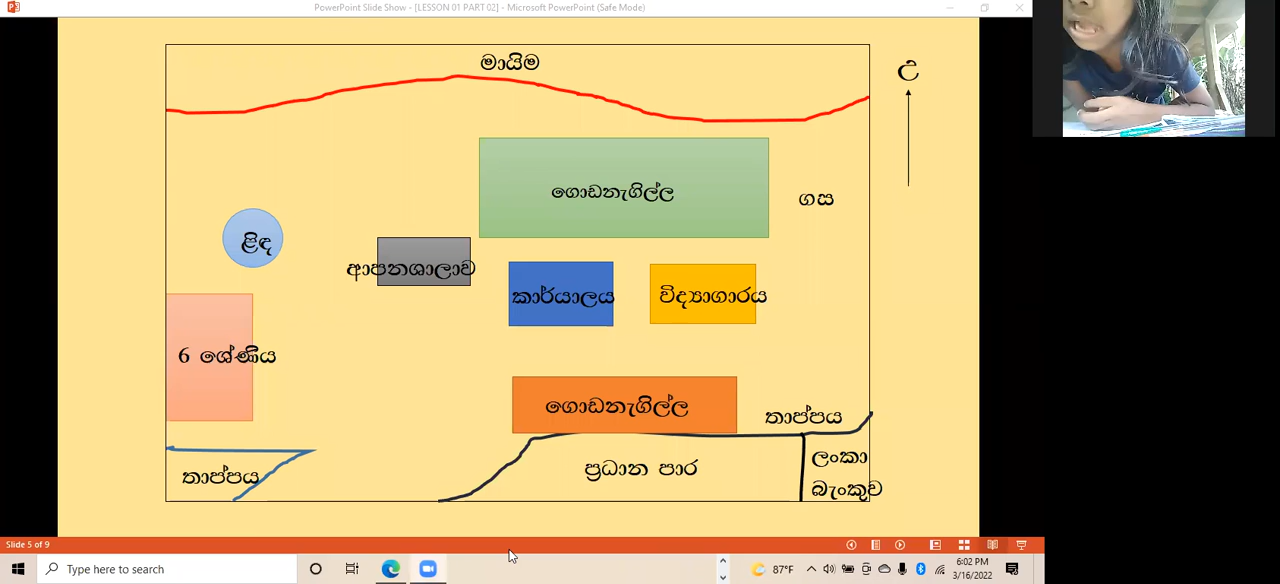 PowerPoint Slide Show - [LESSON 01 PART 02] - Microsoft PowerPoint (Safe Mode)
මායිම
උ
ගොඩනැගිල්ල
ගස
ළිඳ
ආපනශාලාව
කාර්යාලය
විද්‍යාගාරය
6 ශ්‍රේණිය
ගොඩනැගිල්ල
තාප්පය
ප්‍රධාන පාර
ලංකා
බැංකුව
තාප්පය
Slide 5 of 9
Type here to search
87°F
6:02 PM
3/16/2022